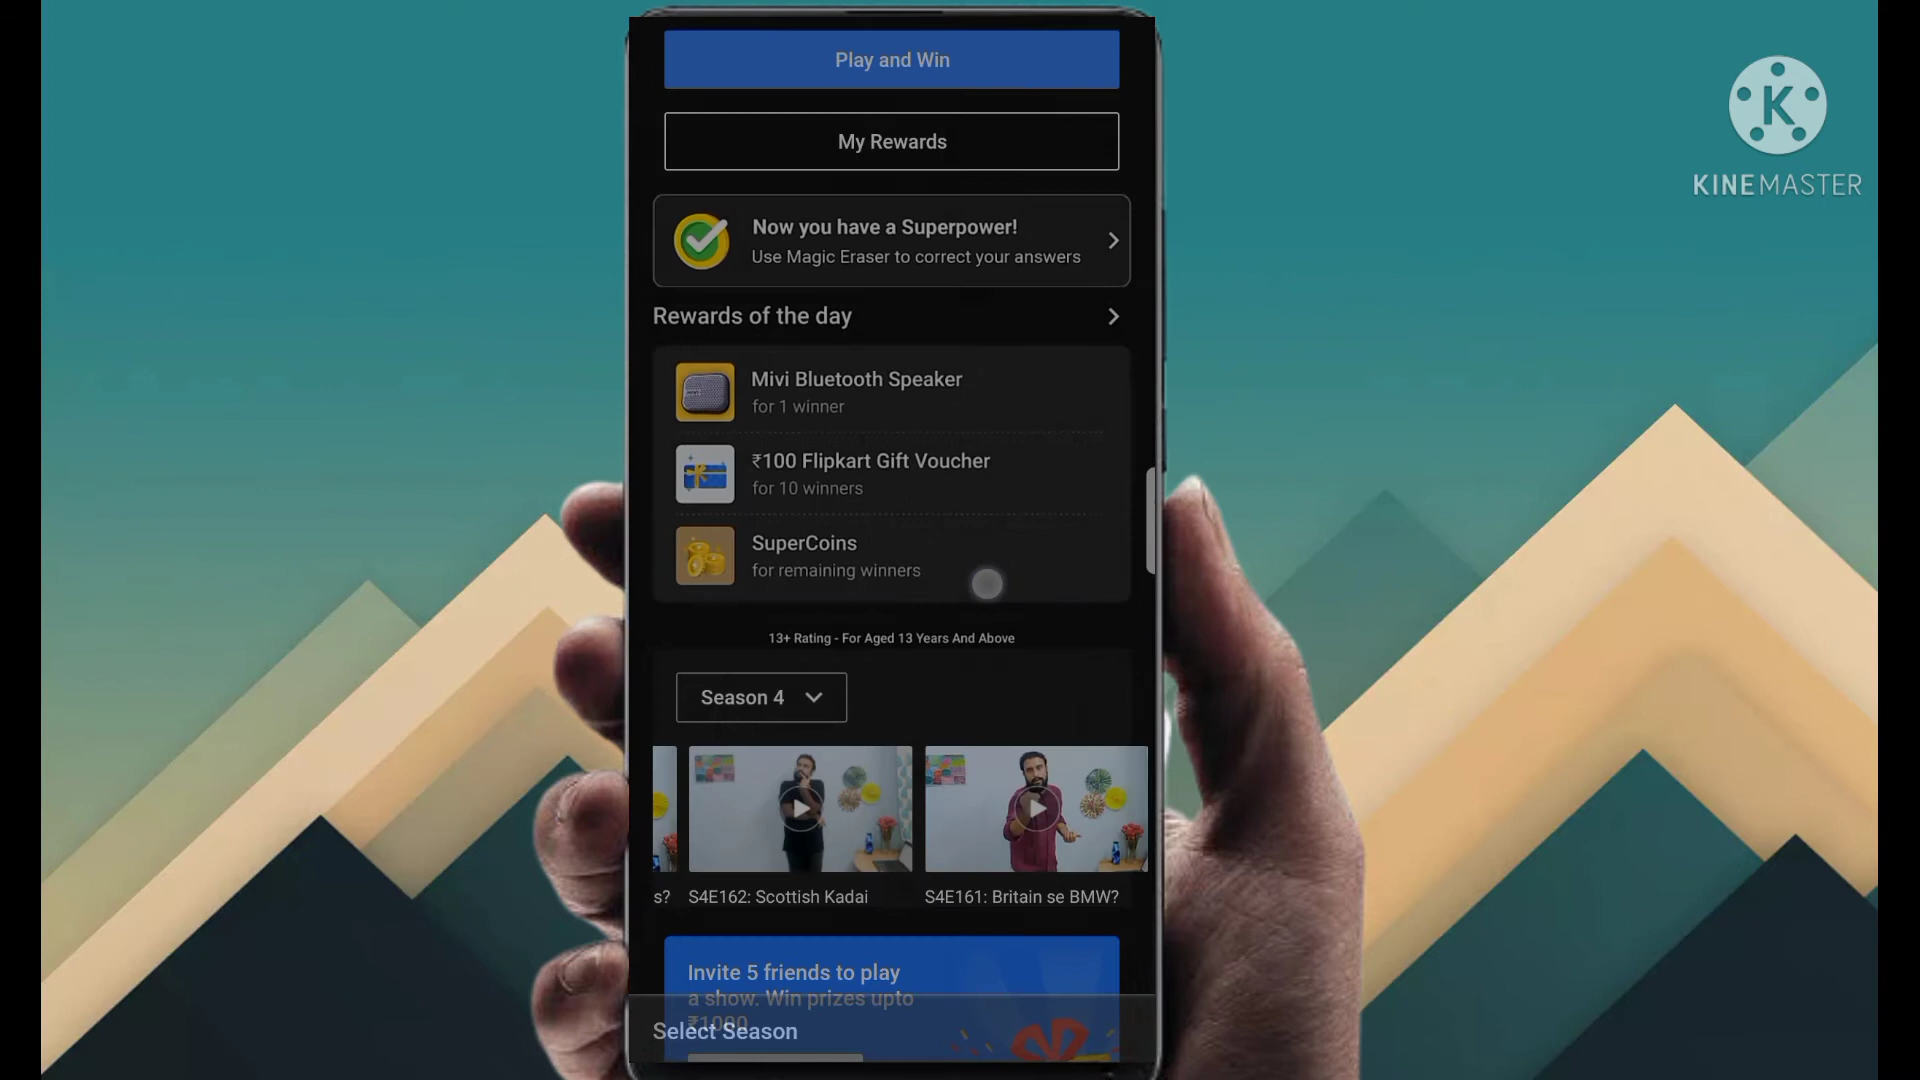 Play and Win
My Rewards
Now you have a Superpower!
Use Magic Eraser to correct your answers
Rewards of the day
Mivi Bluetooth Speaker
for 1 winner
₹100 Flipkart Gift Voucher
for 10 winners
SuperCoins
for remaining winners
13+ Rating - For Aged 13 Years And Above
Season 4
s? S4E162: Scottish Kadai S4E161: Britain se BMW?
Invite 5 friends to play
a show. Win prizes upto
₹1000
Select Season
K
KINEMASTER